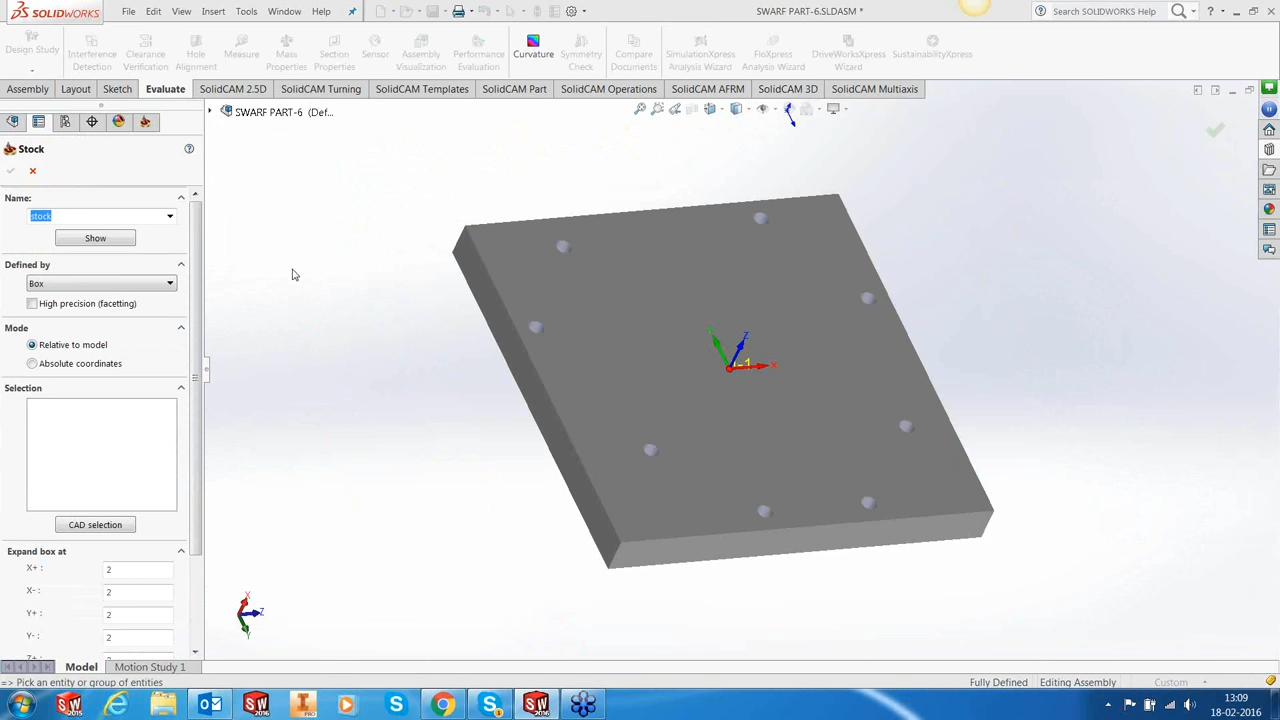 SOLIDWORKS File Edit View Insert Tools Window Help SWARF PART-6.SLDASM * Search SOLIDWORKS Help ?
Design Study Interference Detection Clearance Verification Hole Alignment Measure Mass Properties Section Properties Sensor Assembly Visualization Performance Evaluation Curvature Symmetry Check Compare Documents SimulationXpress Analysis Wizard FloXpress Analysis Wizard DriveWorksXpress Wizard SustainabilityXpress
Assembly Layout Sketch Evaluate SolidCAM 2.5D SolidCAM Turning SolidCAM Templates SolidCAM Part SolidCAM Operations SolidCAM AFRM SolidCAM 3D SolidCAM Multiaxis
SWARF PART-6 (Def...
Stock
Name:
stock
Show
Defined by
Box
High precision (facetting)
Mode
Relative to model
Absolute coordinates
Selection
CAD selection
Expand box at
X+ : 2
X- : 2
Y+ : 2
Y- : 2
Z+ :
Z
X
X
Z
Y
Model Motion Study 1
=> Pick an entity or group of entities Fully Defined Editing Assembly Custom
13:09
18-02-2016